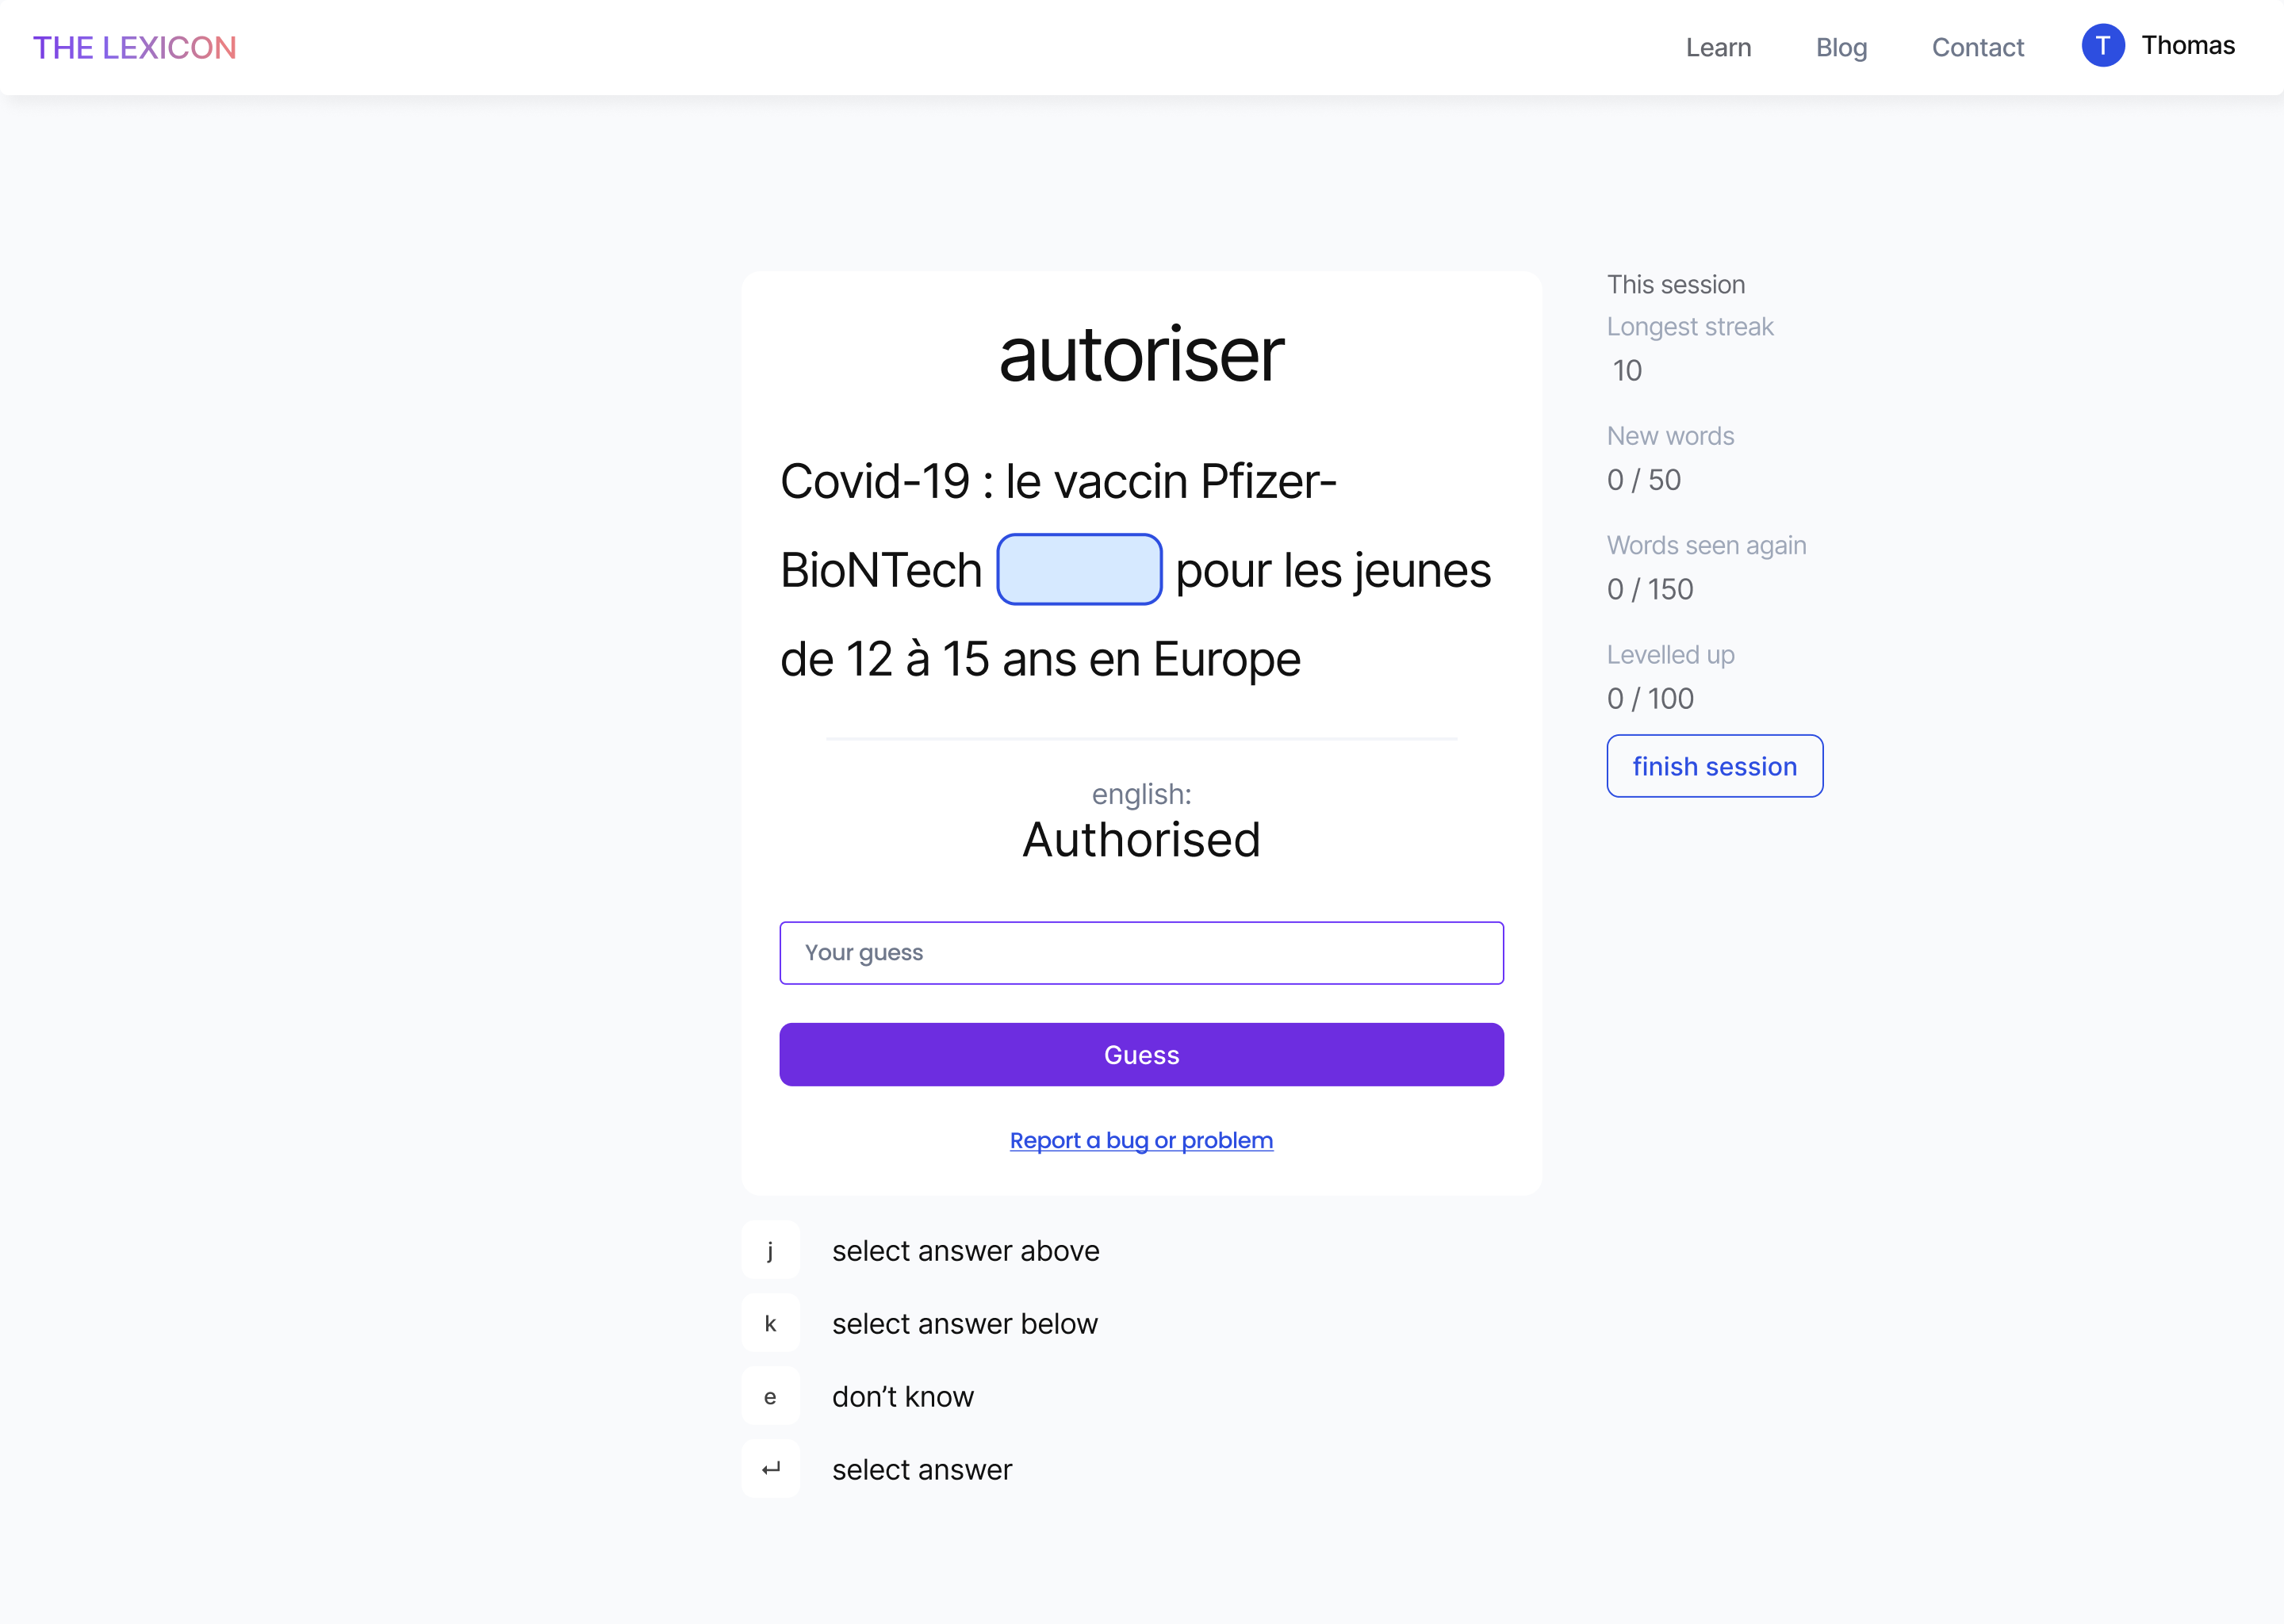 THE LEXICON
Learn
Blog
Contact
T
Thomas
autoriser
Covid-19 : le vaccin Pfizer-
BioNTech pour les jeunes
de 12 à 15 ans en Europe
english:
Authorised
Your guess
Guess
Report a bug or problem
This session
Longest streak
10
New words
0 / 50
Words seen again
0 / 150
Levelled up
0 / 100
finish session
j select answer above
k select answer below
e don’t know
↵ select answer